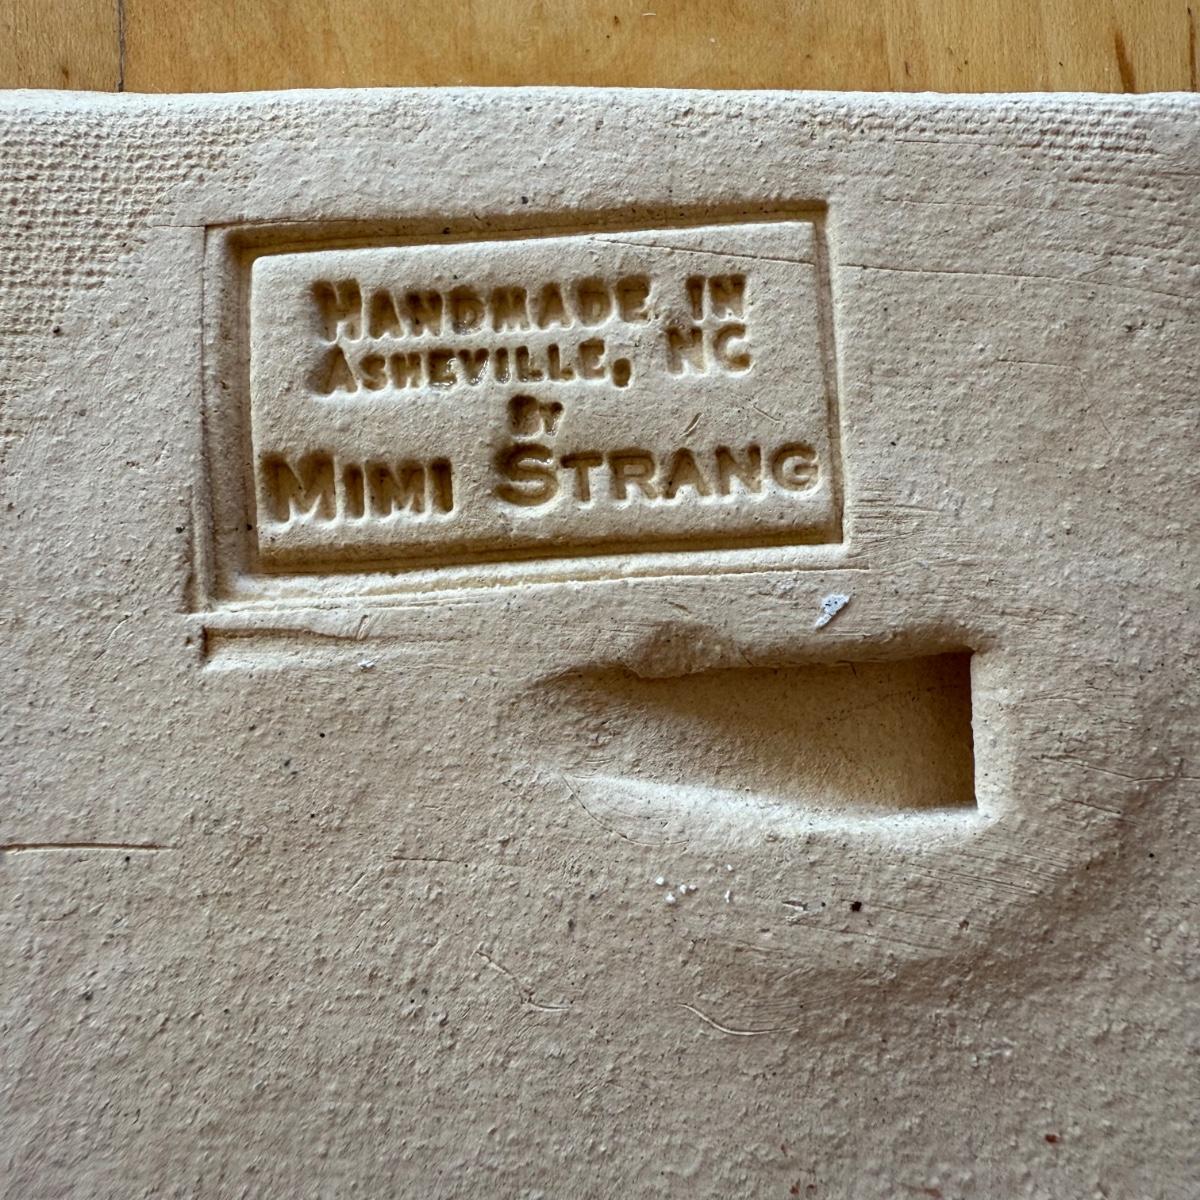 Handmade in
Asheville, NC
By
Mimi Strang